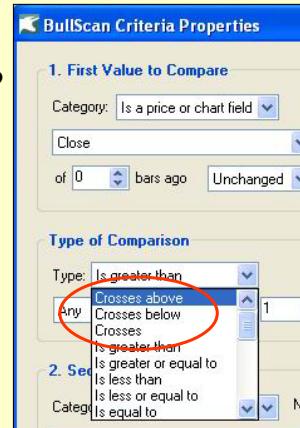 BullScan Criteria Properties
1. First Value to Compare
Category: Is a price or chart field
Close
of 0 bars ago Unchanged
Type of Comparison
Type: Is greater than
Any 1
Crosses above
Crosses below
Crosses
Is greater than
Is greater or equal to
2. Sec
Is less than
Is less or equal to
Categ
Is equal to
N